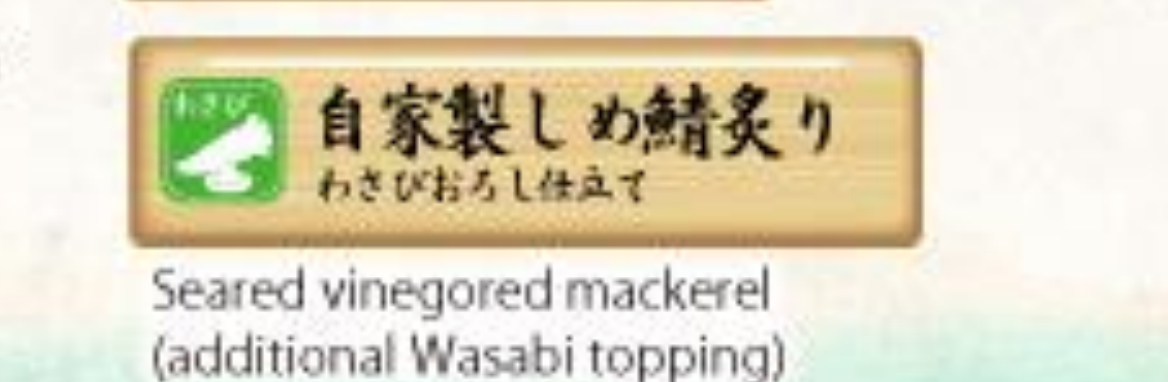 わさび
自家製しめ鯖炙り
わさびおろし仕立て
Seared vinegored mackerel
(additional Wasabi topping)